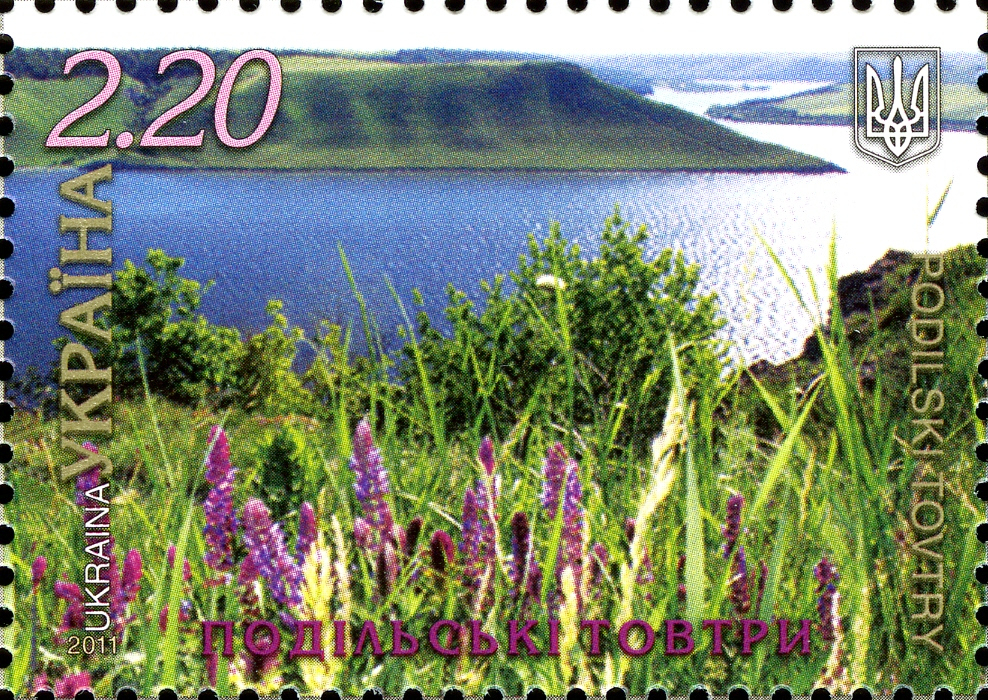 2.20
УКРАЇНА
UKRAINA
2011
ПОДІЛЬСЬКІ ТОВТРИ
PODILSKI TOVTRY